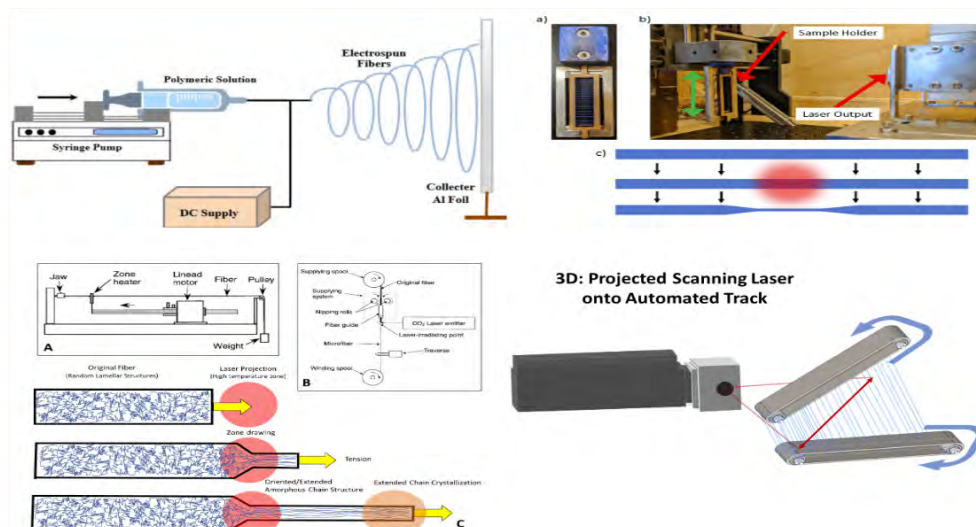 Electrospun
Fibers
Polymeric Solution
Syringe Pump
DC Supply
Collecter
Al Foil
a)
b)
Sample Holder
Laser Output
c)
Jaw
Zone
heater
Linead
motor
Fiber
Pulley
Weight
A
Supplying spool
Original fiber
Supplying
system
Nipping rolls
Fiber guide
CO₂ Laser emitter
Laser-irradiating point
Microfiber
Traverse
Winding spool
B
3D: Projected Scanning Laser
onto Automated Track
Original Fiber
(Random Lamellar Structures)
Laser Projection
(High temperature zone)
Zone drawing
Tension
Oriented/Extended
Amorphous Chain Structure
Extended Chain Crystallization
C